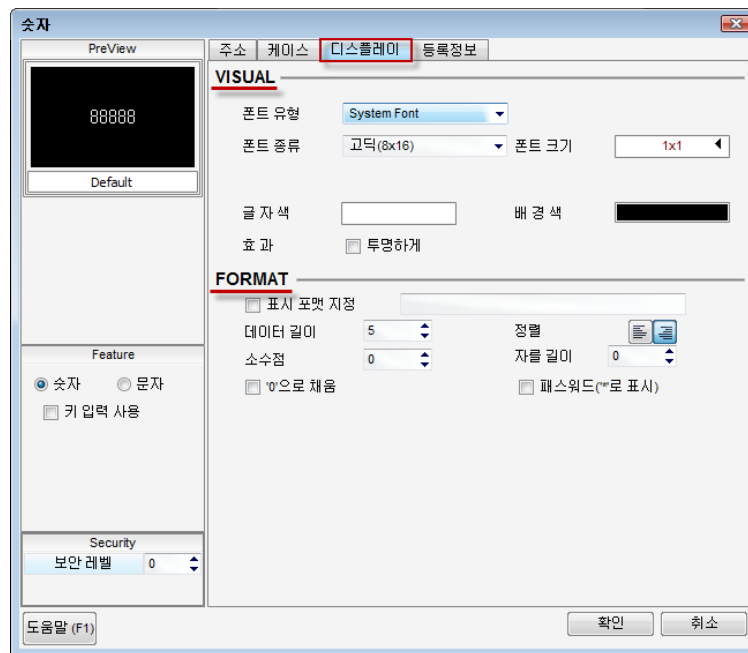 숫자
PreView
88888
Default
Feature
숫자 문자
키 입력 사용
Security
보안 레벨 0
주소 케이스 디스플레이 등록정보
VISUAL
폰트 유형 System Font
폰트 종류 고딕(8x16) 폰트 크기 1x1
글 자 색 배 경 색
효 과 투명하게
FORMAT
표시 포맷 지정
데이터 길이 5 정렬
소수점 0 자를 길이 0
'0'으로 채움 패스워드('*'로 표시)
도움말 (F1) 확인 취소